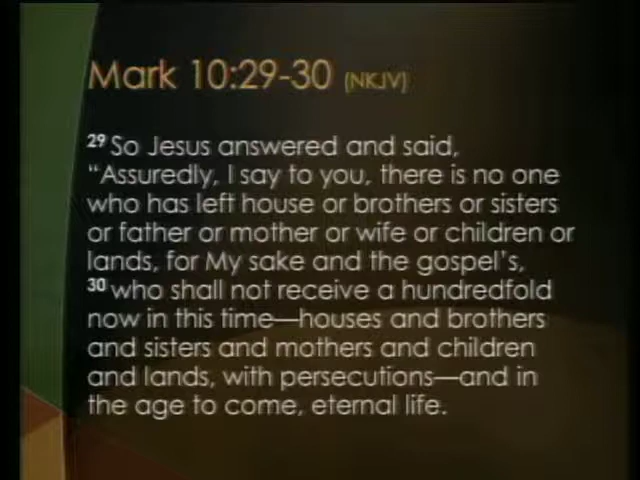 Mark 10:29-30 (NKJV)
29 So Jesus answered and said,
“Assuredly, I say to you, there is no one
who has left house or brothers or sisters
or father or mother or wife or children or
lands, for My sake and the gospel’s,
30 who shall not receive a hundredfold
now in this time—houses and brothers
and sisters and mothers and children
and lands, with persecutions—and in
the age to come, eternal life.